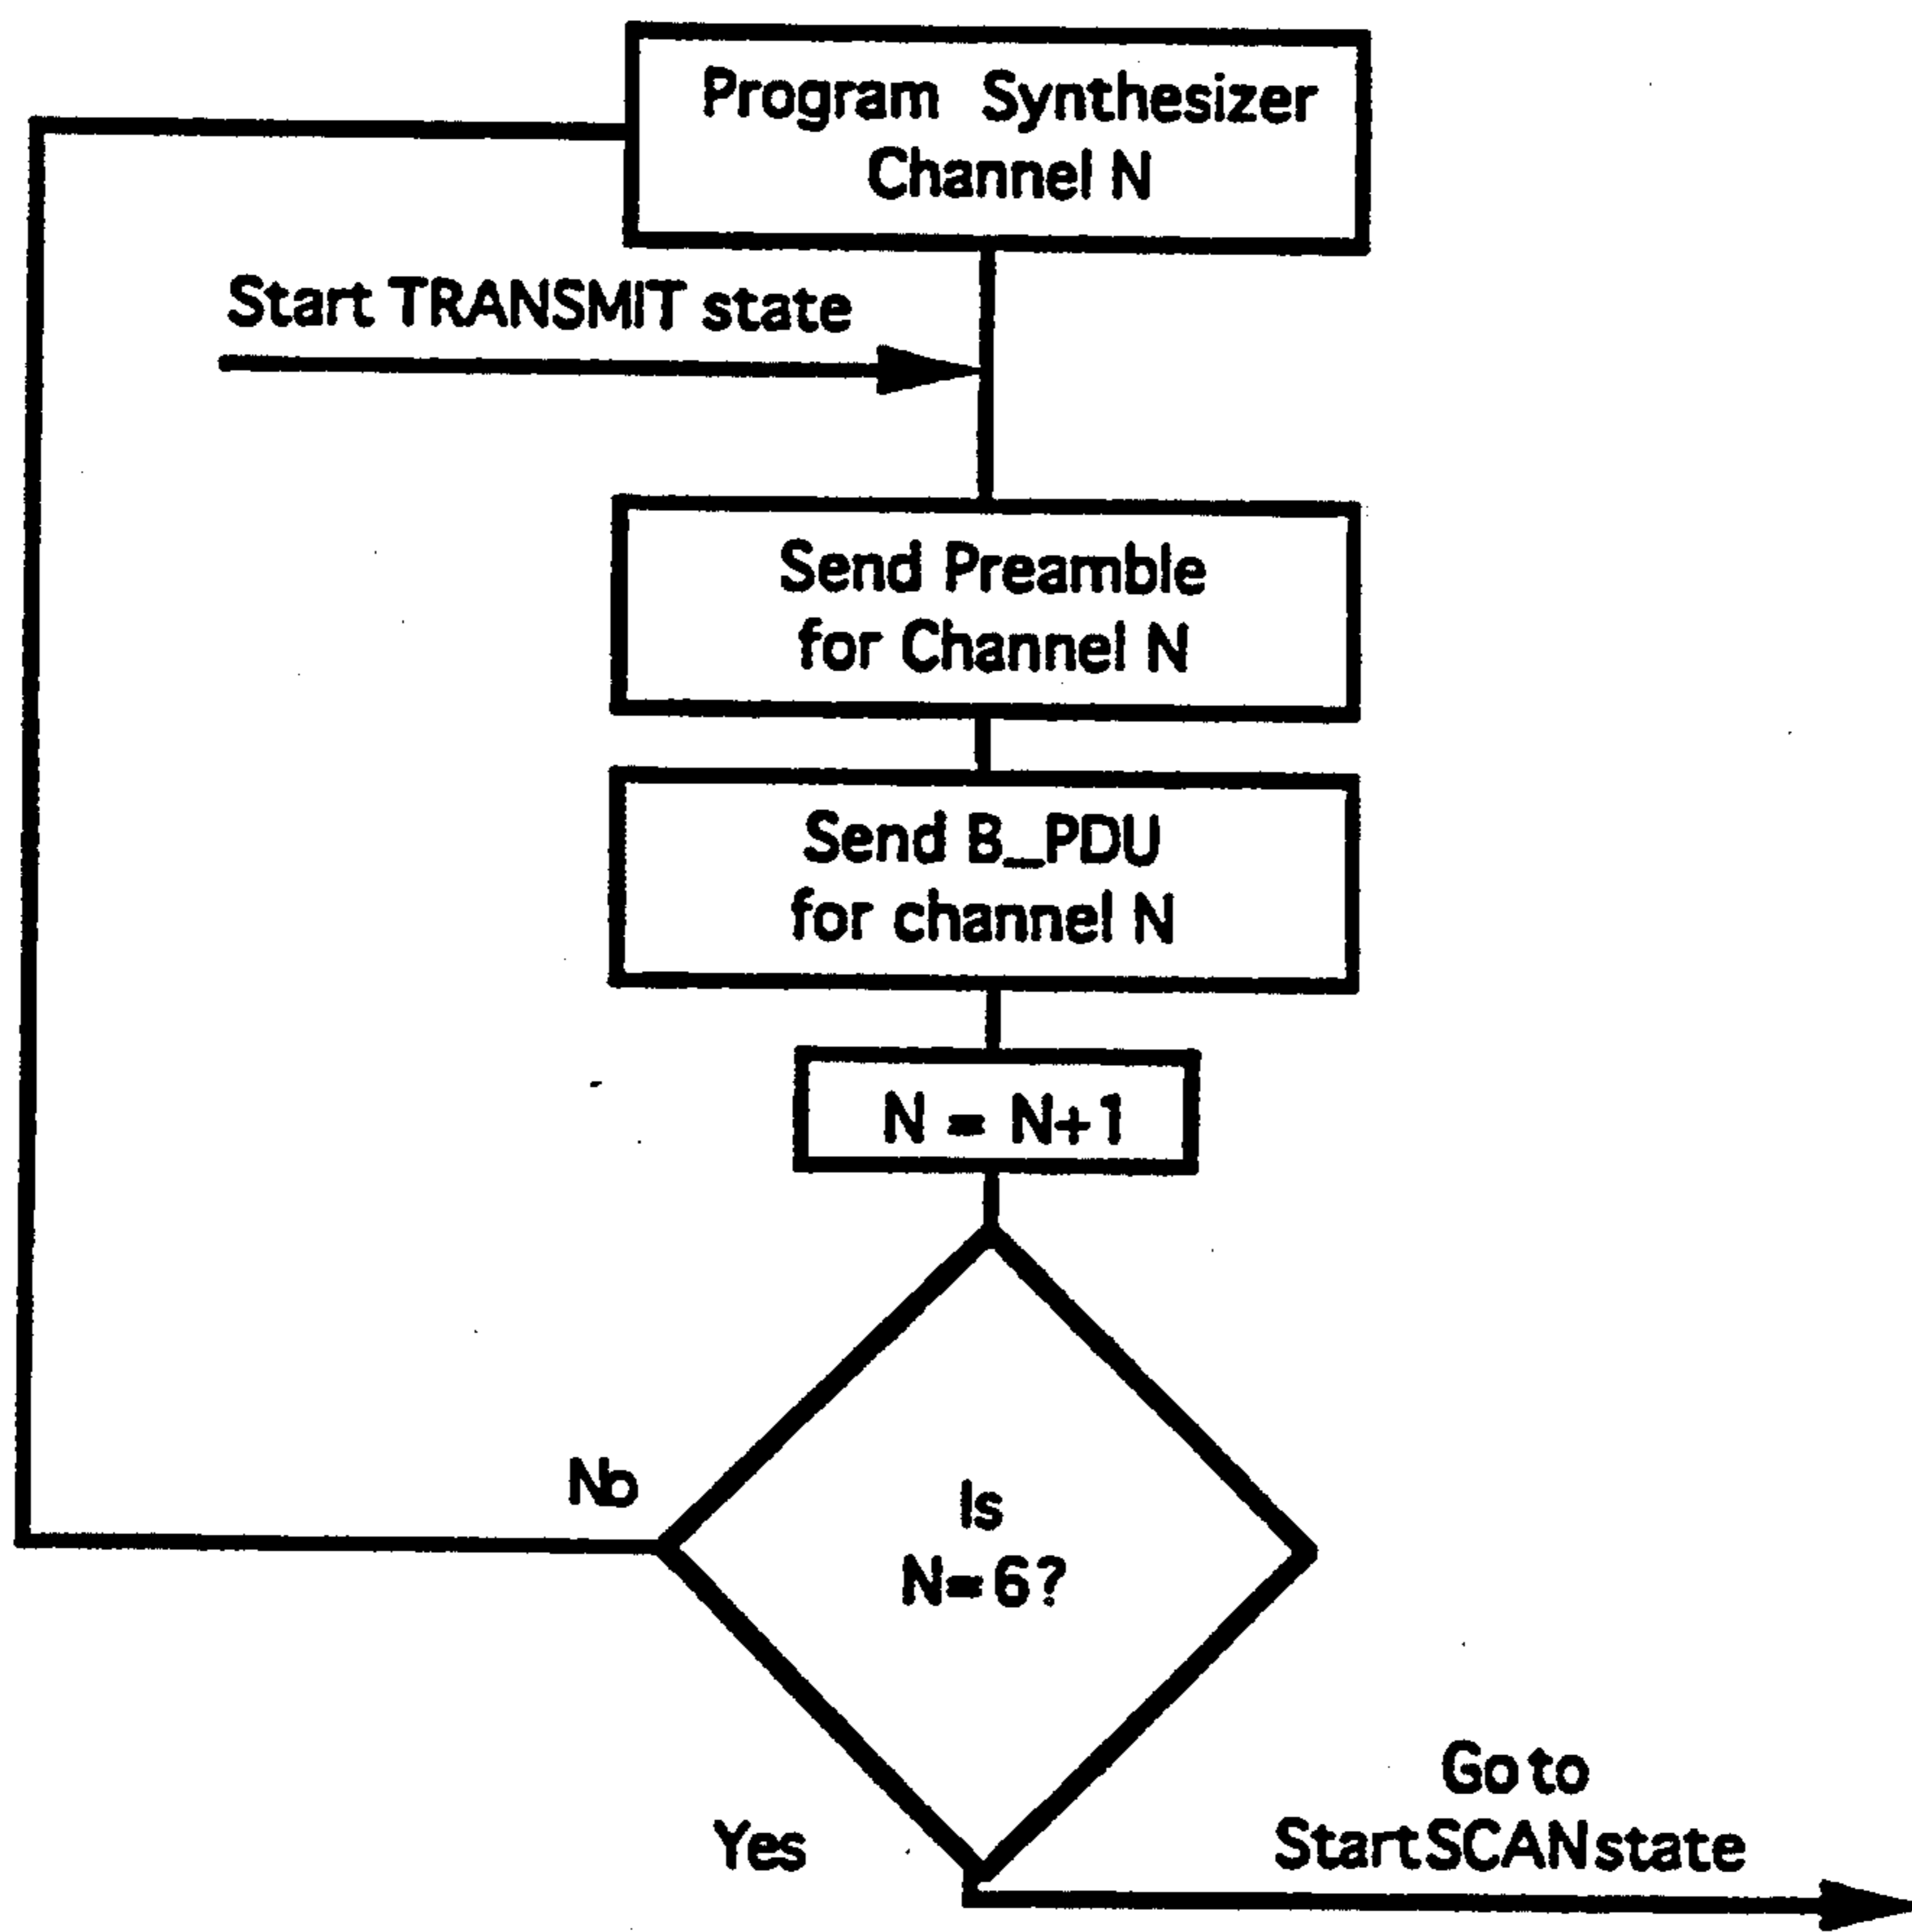 Program Synthesizer
Channel N
Start TRANSMIT state
Send Preamble
for Channel N
Send B_PDU
for channel N
N = N+1
No
Is
N=6?
Yes
Go to
Start SCAN state